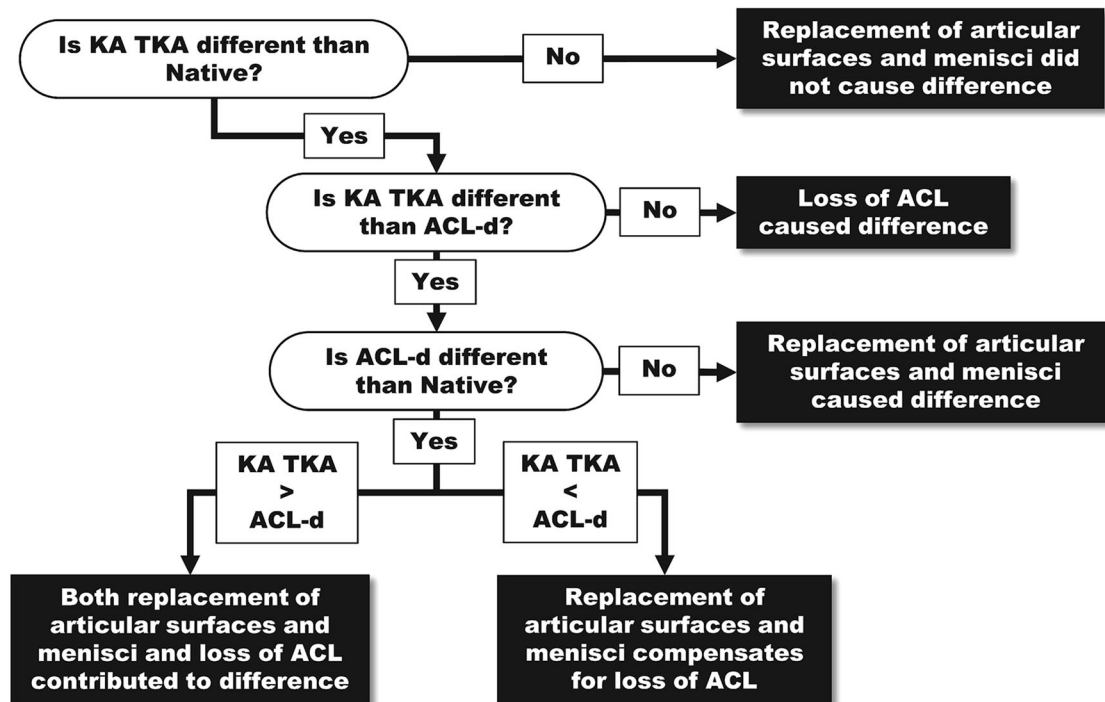 Is KA TKA different than
Native?
No
Replacement of articular
surfaces and menisci did
not cause difference
Yes
Is KA TKA different
than ACL-d?
No
Loss of ACL
caused difference
Yes
Is ACL-d different
than Native?
No
Replacement of articular
surfaces and menisci
caused difference
Yes
KA TKA
>
ACL-d
KA TKA
<
ACL-d
Both replacement of
articular surfaces and
menisci and loss of ACL
contributed to difference
Replacement of
articular surfaces and
menisci compensates
for loss of ACL